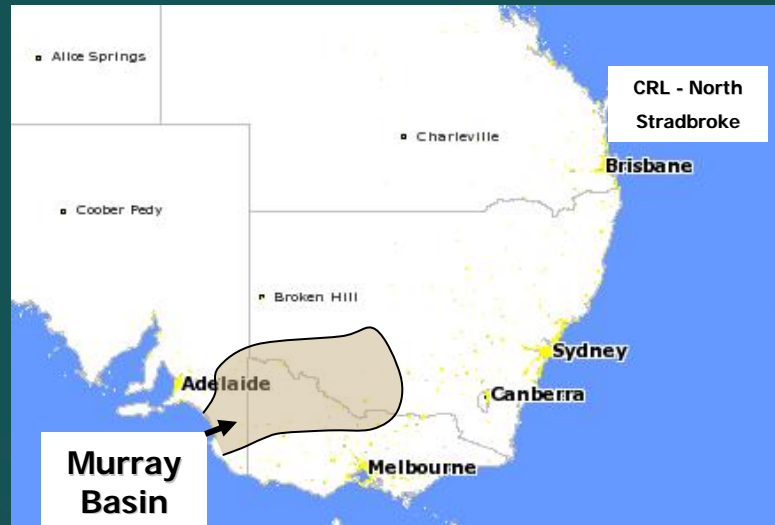 Alice Springs
CRL - North
Stradbroke
Charleville
Brisbane
Coober Pedy
Broken Hill
Sydney
Adelaide
Canberra
Murray
Basin
Melbourne